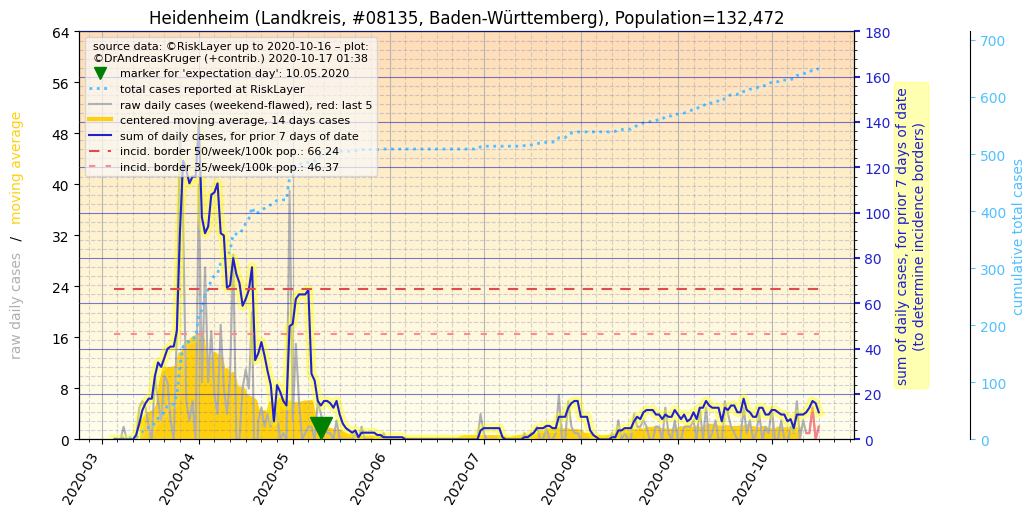 Heidenheim (Landkreis, #08135, Baden-Württemberg), Population=132,472
source data: ©RiskLayer up to 2020-10-16 – plot:
©DrAndreasKruger (+contrib.) 2020-10-17 01:38
marker for 'expectation day': 10.05.2020
total cases reported at RiskLayer
raw daily cases (weekend-flawed), red: last 5
centered moving average, 14 days cases
sum of daily cases, for prior 7 days of date
incid. border 50/week/100k pop.: 66.24
incid. border 35/week/100k pop.: 46.37
raw daily cases / moving average
64
56
48
40
32
24
16
8
0
180
160
140
120
100
80
60
40
20
0
sum of daily cases, for prior 7 days of date
(to determine incidence borders)
700
600
500
400
300
200
100
0
cumulative total cases
2020-03
2020-04
2020-05
2020-06
2020-07
2020-08
2020-09
2020-10